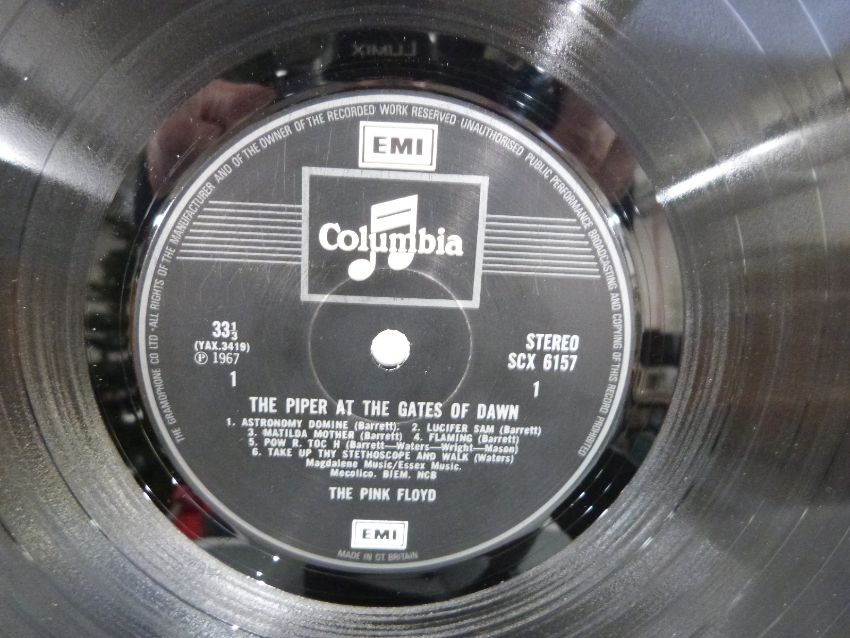 LUMIX
THE GRAMOPHONE CO LTD · ALL RIGHTS OF THE MANUFACTURER AND OF THE OWNER OF THE RECORDED WORK RESERVED · UNAUTHORISED PUBLIC PERFORMANCE BROADCASTING AND COPYING OF THIS RECORD PROHIBITED
EMI
Columbia
33⅓
(YAX.3419)
Ⓟ 1967
1
STEREO
SCX 6157
1
THE PIPER AT THE GATES OF DAWN
1. ASTRONOMY DOMINE (Barrett). 2. LUCIFER SAM (Barrett)
3. MATILDA MOTHER (Barrett) 4. FLAMING (Barrett)
5. POW R. TOC H (Barrett—Waters—Wright—Mason)
6. TAKE UP THY STETHOSCOPE AND WALK (Waters)
Magdalene Music/Essex Music.
Mecolico. BIEM. NCB
THE PINK FLOYD
EMI
MADE IN GT BRITAIN